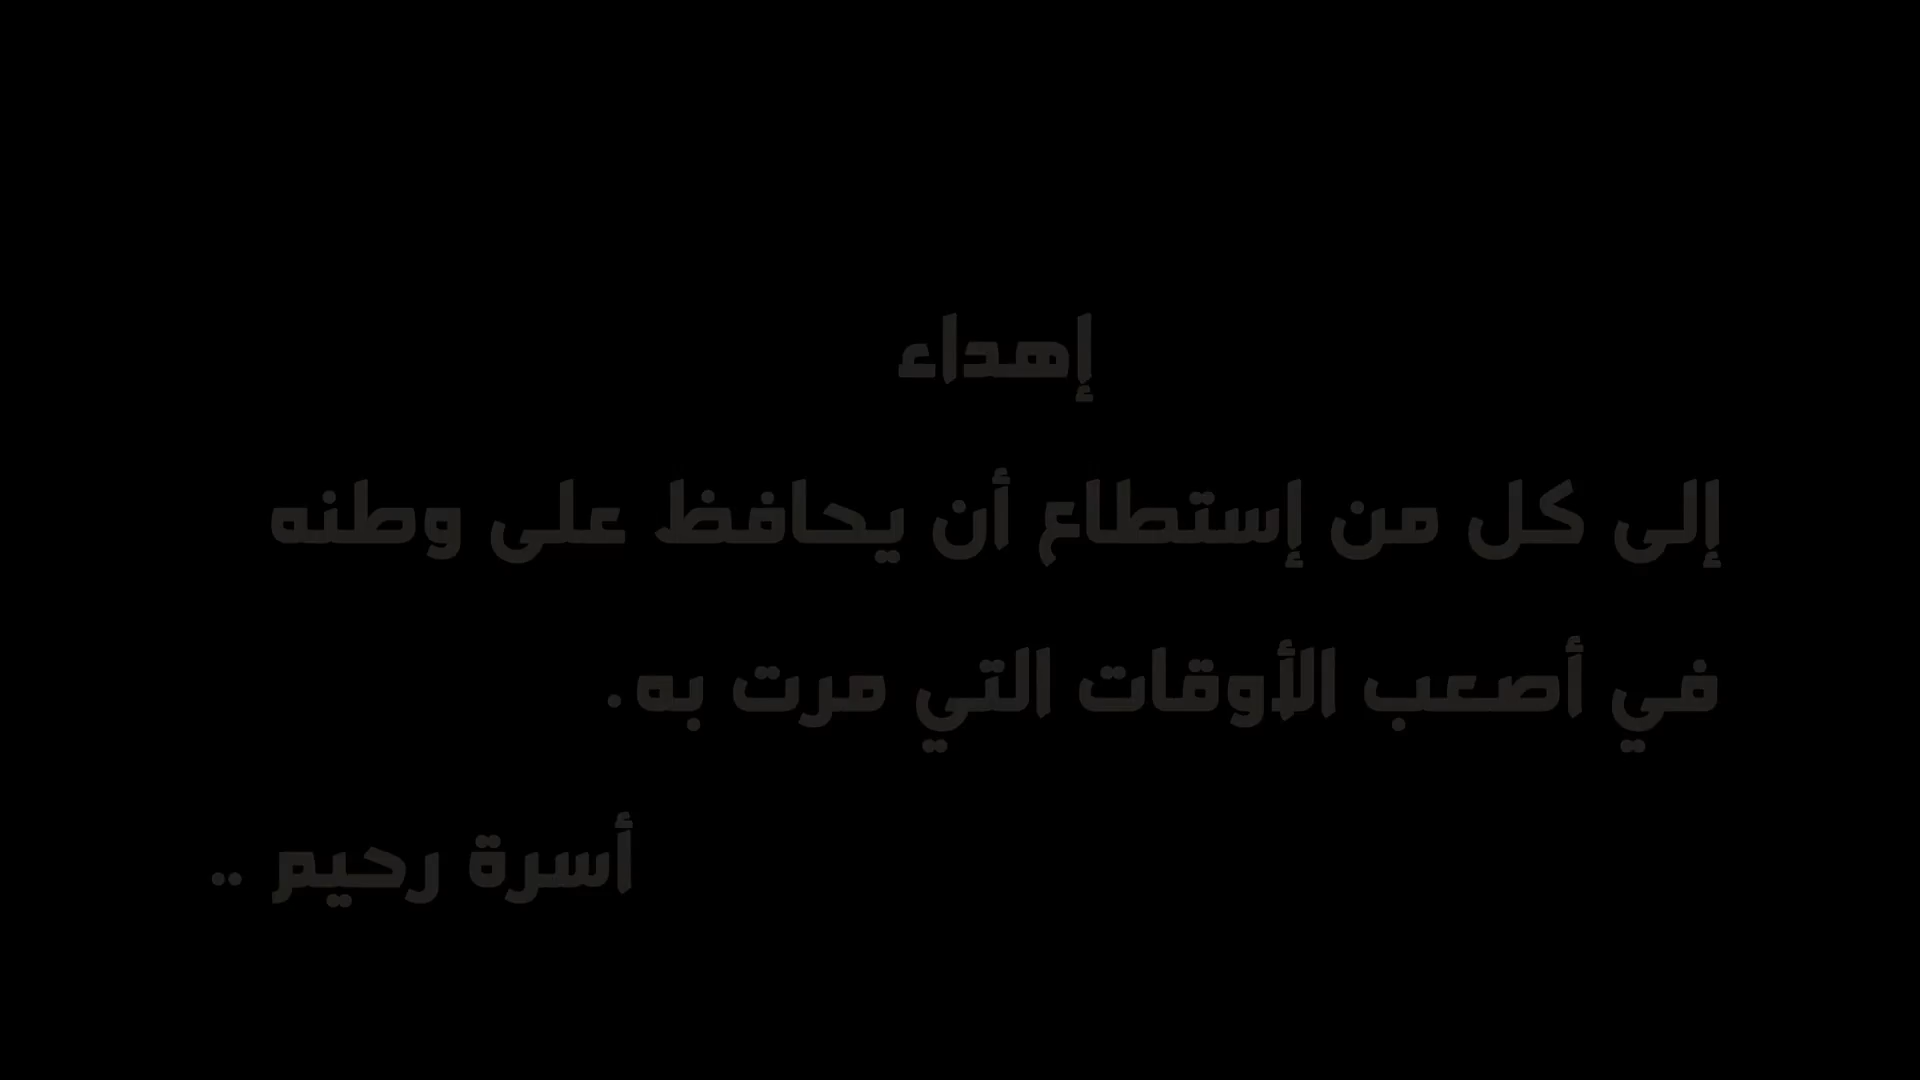 إهداء
إلى كل من إستطاع أن يحافظ على وطنه
في أصعب الأوقات التي مرت به.
أسرة رحيم ..